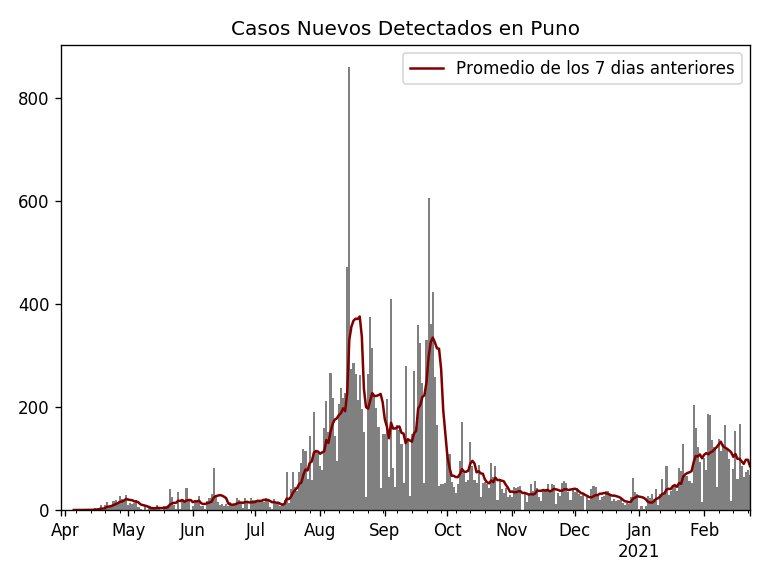 Casos Nuevos Detectados en Puno
Promedio de los 7 dias anteriores
800
600
400
200
0
Apr May Jun Jul Aug Sep Oct Nov Dec Jan Feb
2021